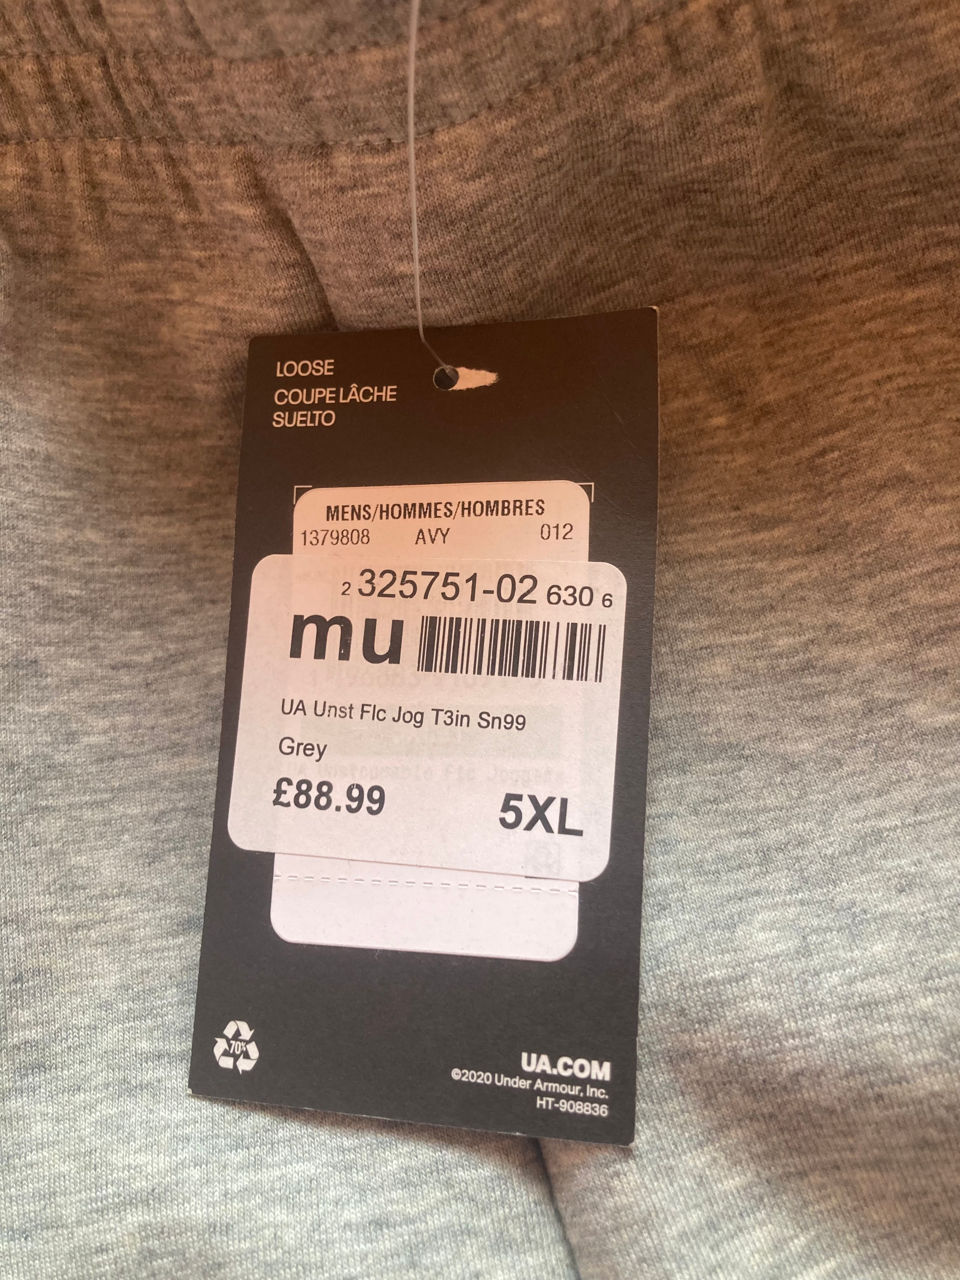 LOOSE
COUPE LÂCHE
SUELTO
MENS/HOMMES/HOMBRES
1379808 AVY 012
2 325751-02 630 6
mu
UA Unst Flc Jog T3in Sn99
Grey
£88.99 5XL
70%
UA.COM
©2020 Under Armour, Inc.
HT-908836